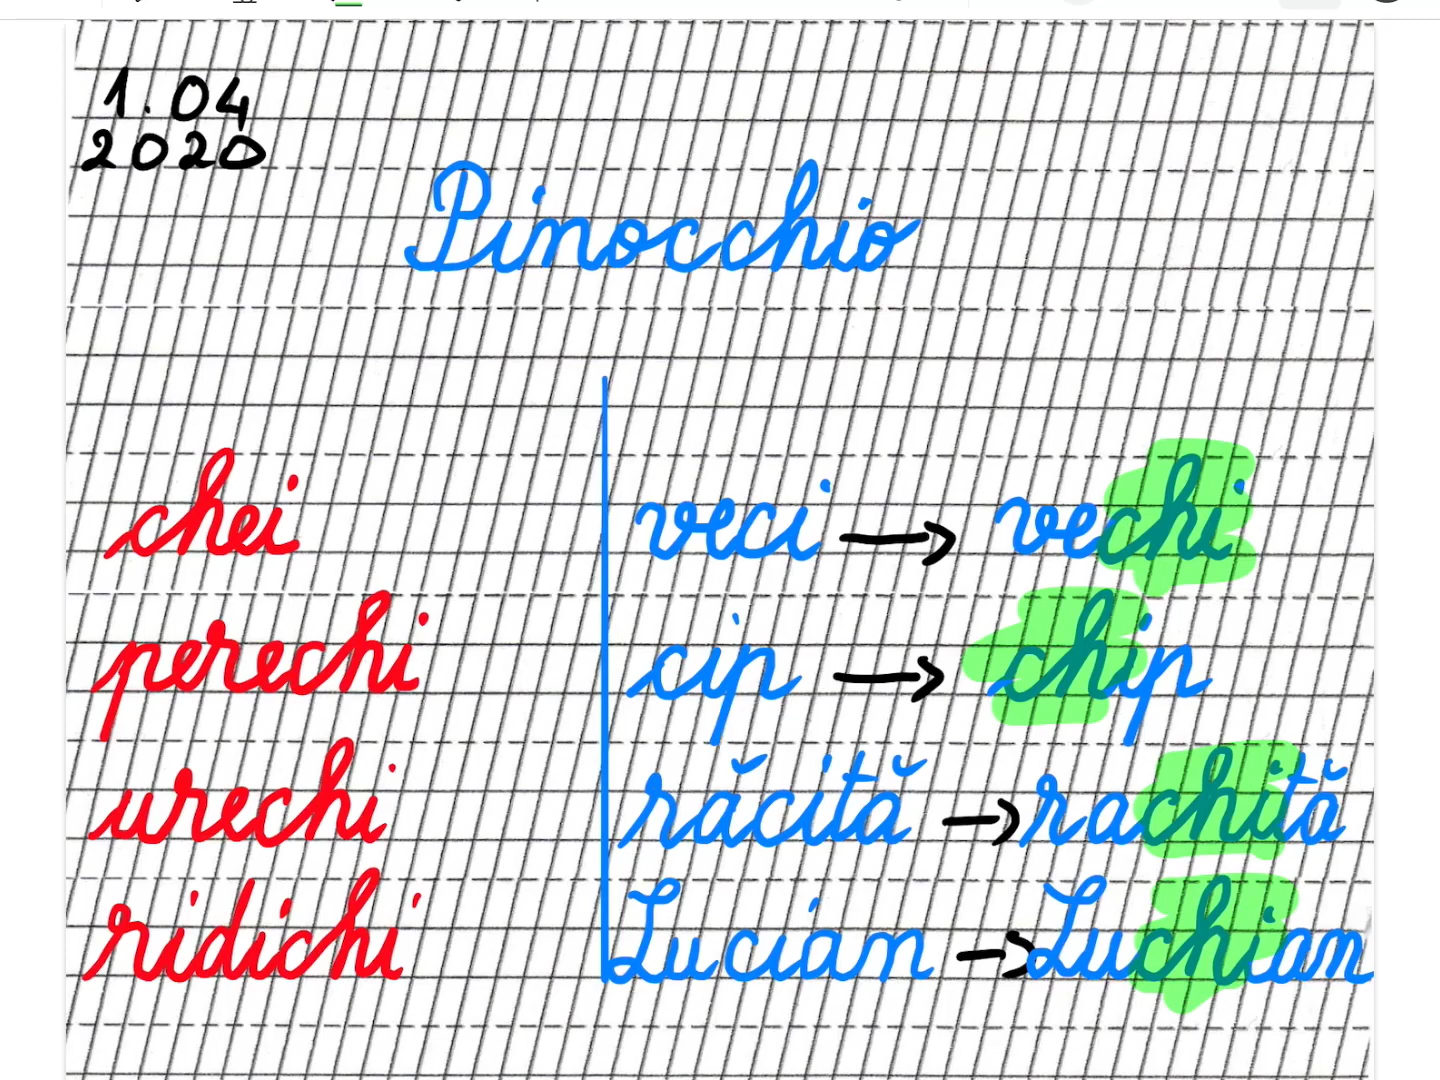 1.04
2020
Pinocchio
chei
perechi
urechi
ridichi
veci → vechi
cip → chip
răcită → rachită
Lucian → Luchian